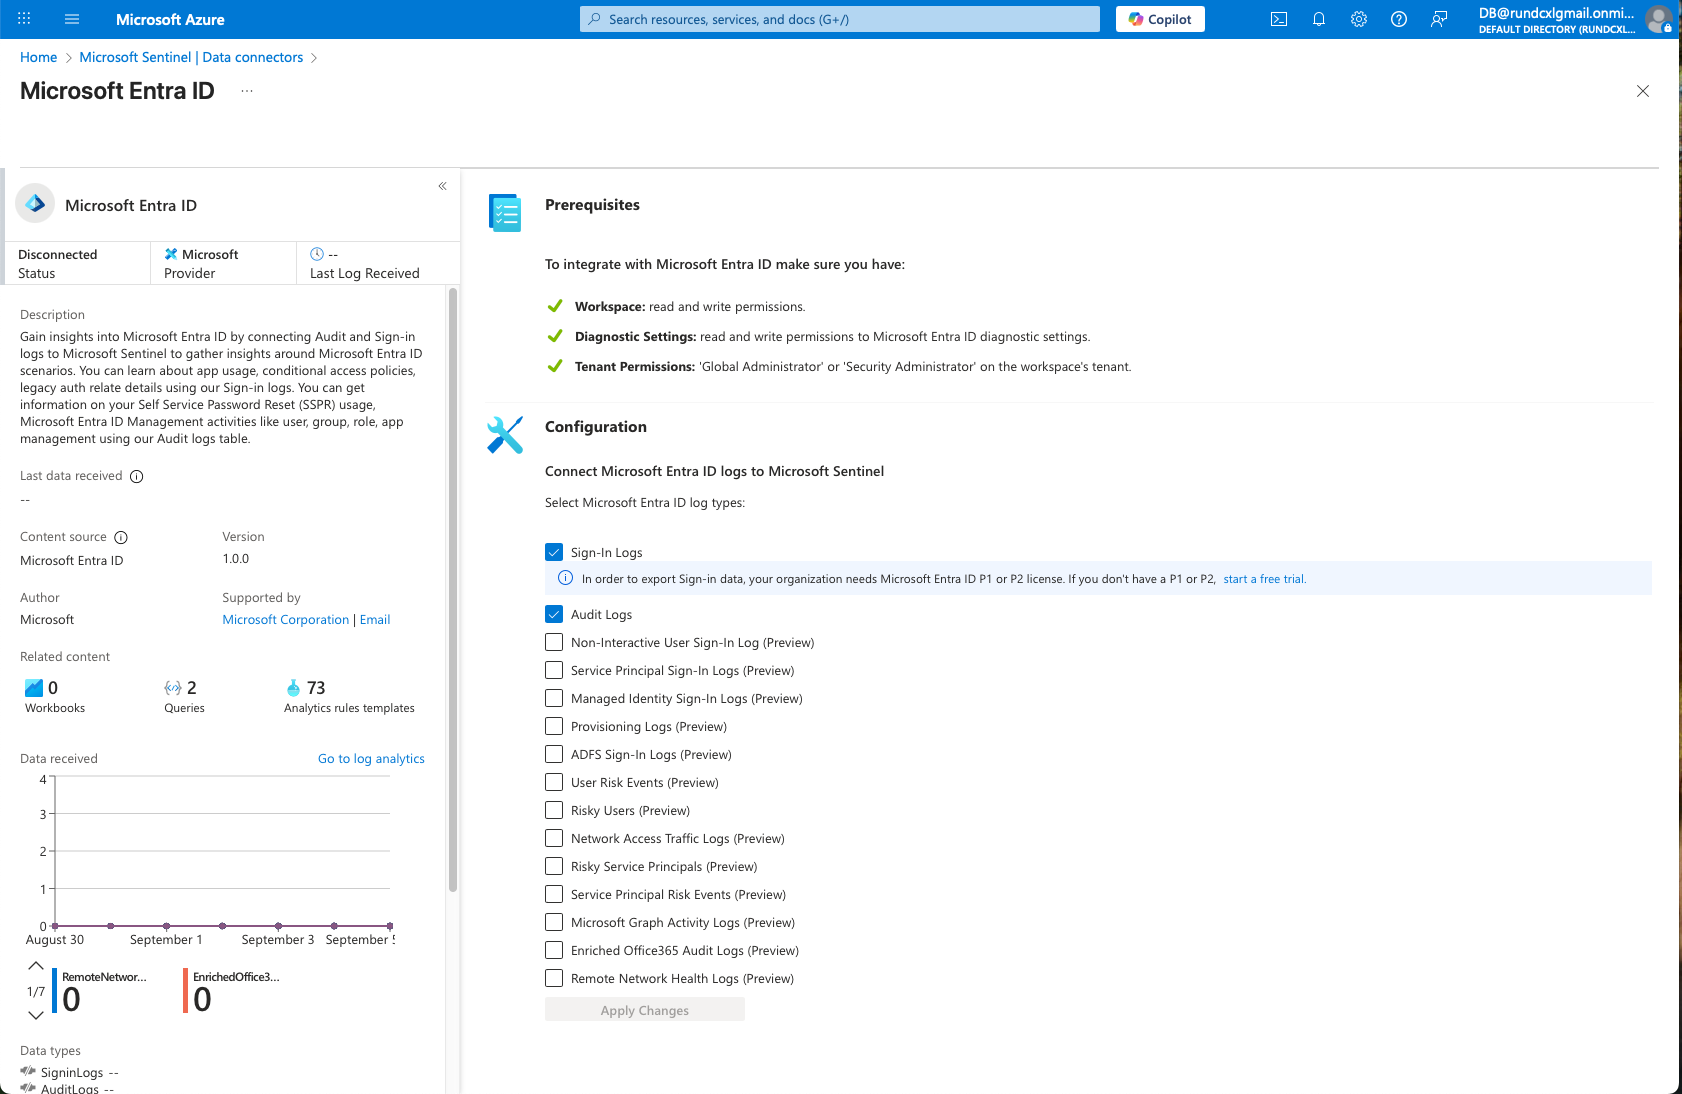 Microsoft Azure
Search resources, services, and docs (G+/)
Copilot
DB@rundcxlgmail.onmi...
DEFAULT DIRECTORY (RUNDCXL...
Home > Microsoft Sentinel | Data connectors >
Microsoft Entra ID ...
Microsoft Entra ID
Disconnected
Status
Microsoft
Provider
--
Last Log Received
Description
Gain insights into Microsoft Entra ID by connecting Audit and Sign-in
logs to Microsoft Sentinel to gather insights around Microsoft Entra ID
scenarios. You can learn about app usage, conditional access policies,
legacy auth relate details using our Sign-in logs. You can get
information on your Self Service Password Reset (SSPR) usage,
Microsoft Entra ID Management activities like user, group, role, app
management using our Audit logs table.
Last data received
--
Content source
Microsoft Entra ID
Version
1.0.0
Author
Microsoft
Supported by
Microsoft Corporation | Email
Related content
0
Workbooks
2
Queries
73
Analytics rules templates
Data received
Go to log analytics
4
3
2
1
0
August 30
September 1
September 3
September 5
1/7
RemoteNetwor...
0
EnrichedOffice3...
0
Data types
SigninLogs --
AuditLogs --
Prerequisites
To integrate with Microsoft Entra ID make sure you have:
Workspace: read and write permissions.
Diagnostic Settings: read and write permissions to Microsoft Entra ID diagnostic settings.
Tenant Permissions: 'Global Administrator' or 'Security Administrator' on the workspace's tenant.
Configuration
Connect Microsoft Entra ID logs to Microsoft Sentinel
Select Microsoft Entra ID log types:
Sign-In Logs
In order to export Sign-in data, your organization needs Microsoft Entra ID P1 or P2 license. If you don't have a P1 or P2, start a free trial.
Audit Logs
Non-Interactive User Sign-In Log (Preview)
Service Principal Sign-In Logs (Preview)
Managed Identity Sign-In Logs (Preview)
Provisioning Logs (Preview)
ADFS Sign-In Logs (Preview)
User Risk Events (Preview)
Risky Users (Preview)
Network Access Traffic Logs (Preview)
Risky Service Principals (Preview)
Service Principal Risk Events (Preview)
Microsoft Graph Activity Logs (Preview)
Enriched Office365 Audit Logs (Preview)
Remote Network Health Logs (Preview)
Apply Changes